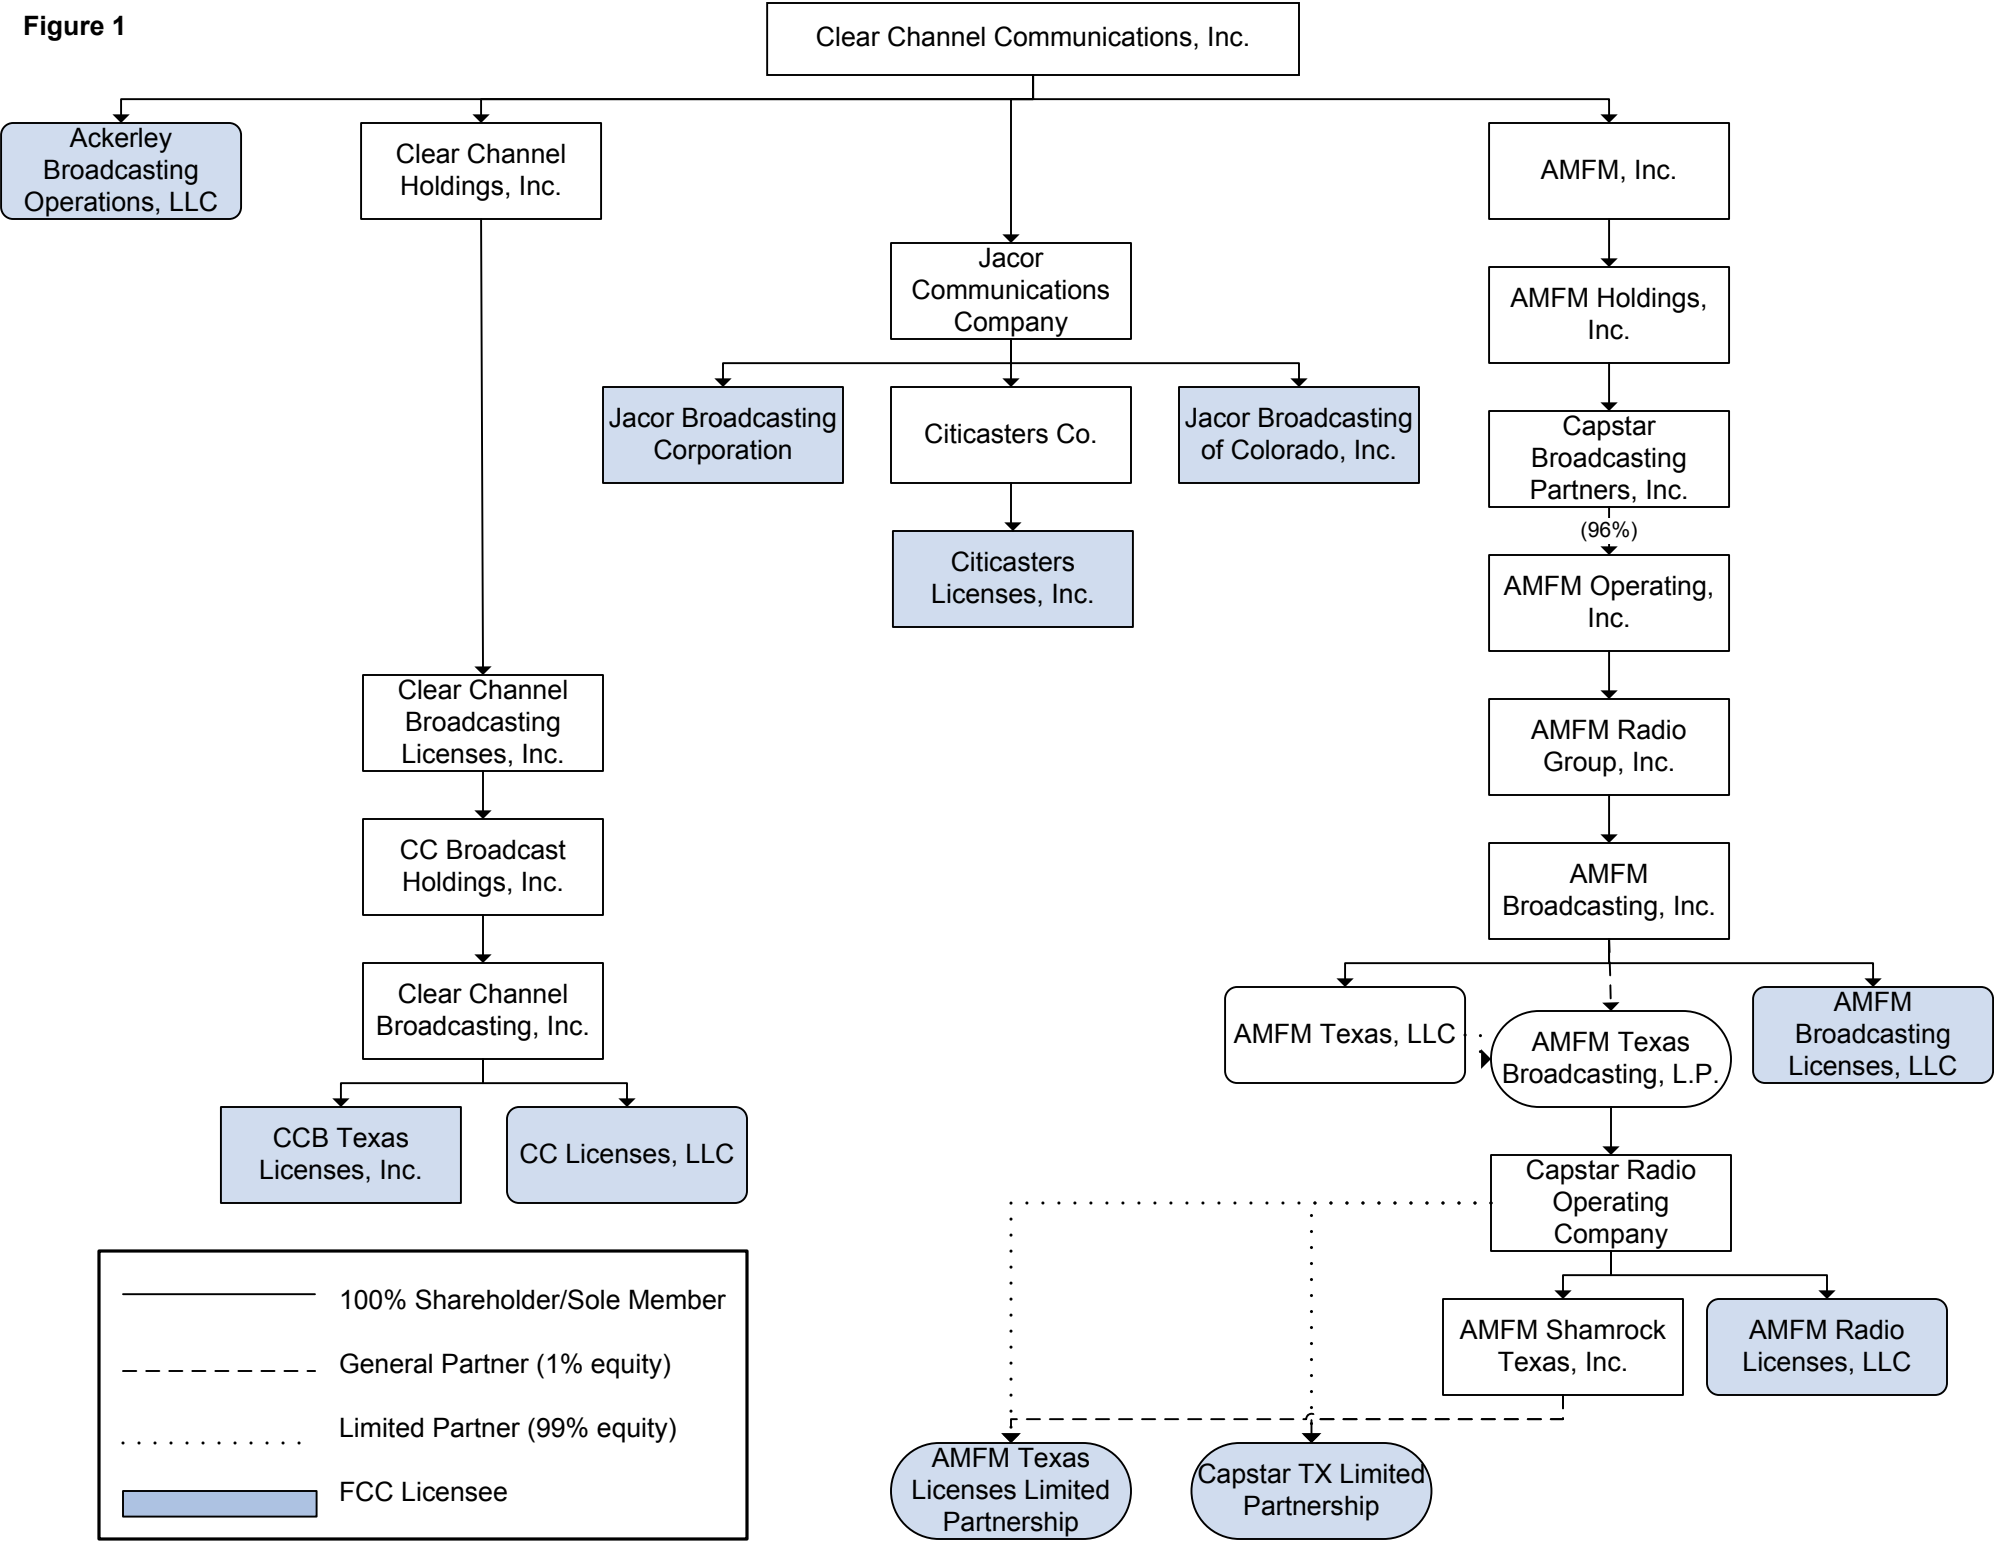 Figure 1
Clear Channel Communications, Inc.
Ackerley
Broadcasting
Operations, LLC
Clear Channel
Holdings, Inc.
AMFM, Inc.
Jacor
Communications
Company
AMFM Holdings,
Inc.
Jacor Broadcasting
Corporation
Citicasters Co.
Jacor Broadcasting
of Colorado, Inc.
Capstar
Broadcasting
Partners, Inc.
(96%)
Citicasters
Licenses, Inc.
AMFM Operating,
Inc.
Clear Channel
Broadcasting
Licenses, Inc.
AMFM Radio
Group, Inc.
CC Broadcast
Holdings, Inc.
AMFM
Broadcasting, Inc.
Clear Channel
Broadcasting, Inc.
AMFM Texas, LLC
AMFM Texas
Broadcasting, L.P.
AMFM
Broadcasting
Licenses, LLC
CCB Texas
Licenses, Inc.
CC Licenses, LLC
Capstar Radio
Operating
Company
AMFM Shamrock
Texas, Inc.
AMFM Radio
Licenses, LLC
AMFM Texas
Licenses Limited
Partnership
Capstar TX Limited
Partnership
100% Shareholder/Sole Member
General Partner (1% equity)
Limited Partner (99% equity)
FCC Licensee